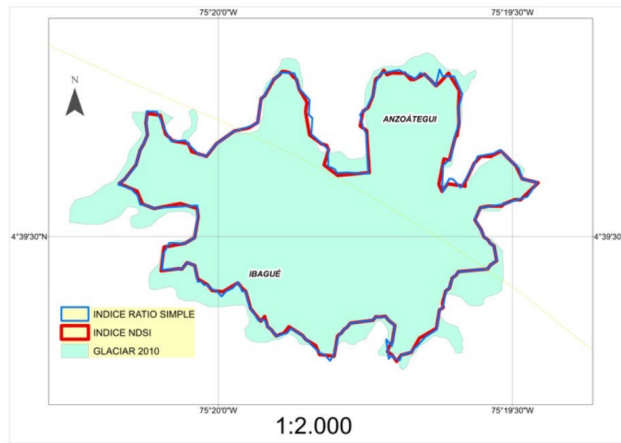 75°20'0"W 75°19'30"W
N
ANZOÁTEGUI
4°39'30"N 4°39'30"N
IBAGUÉ
INDICE RATIO SIMPLE
INDICE NDSI
GLACIAR 2010
75°20'0"W 75°19'30"W
1:2.000